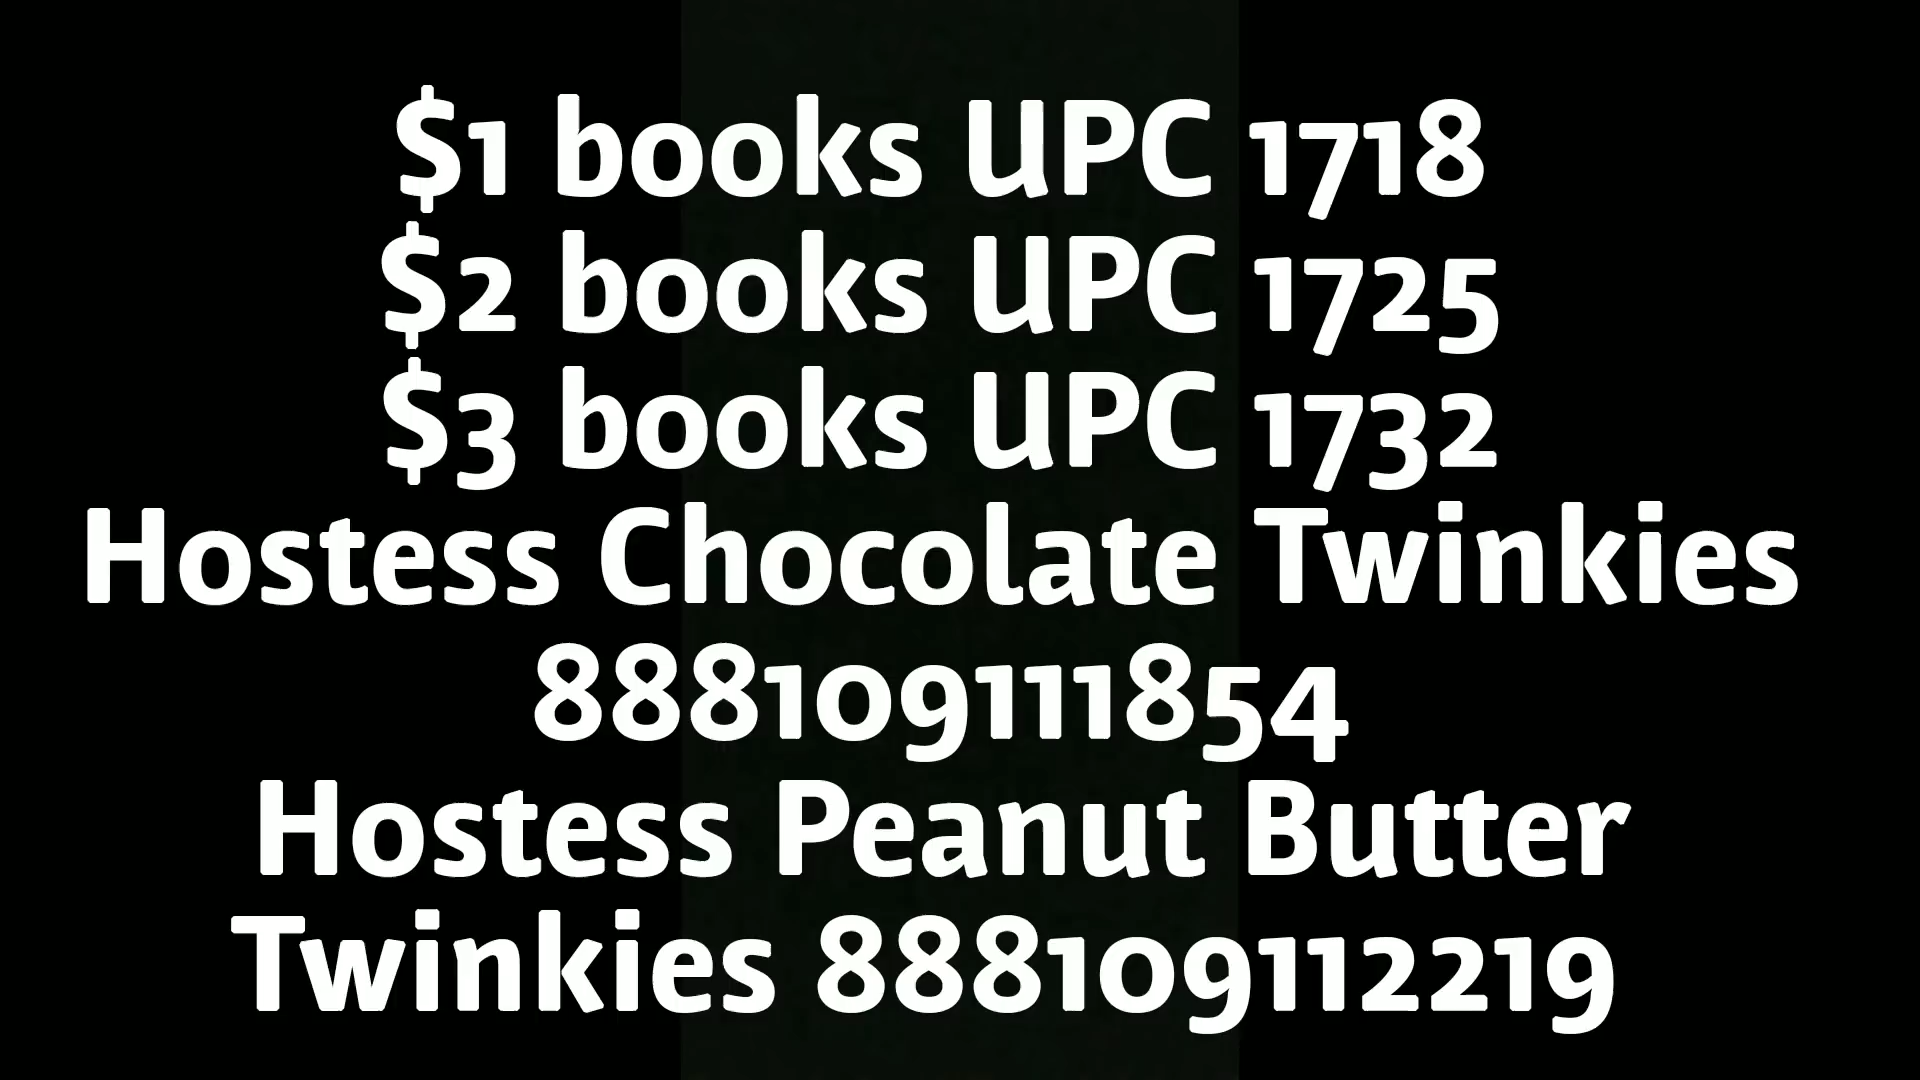 $1 books UPC 1718
$2 books UPC 1725
$3 books UPC 1732
Hostess Chocolate Twinkies
888109111854
Hostess Peanut Butter
Twinkies 888109112219